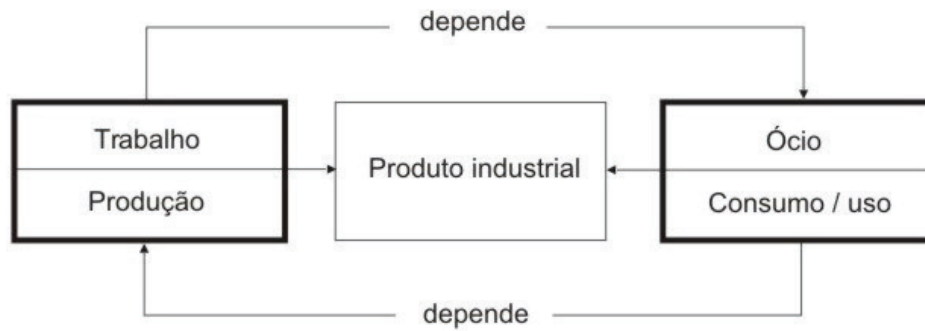 depende
Trabalho
Produção
Produto industrial
Ócio
Consumo / uso
depende